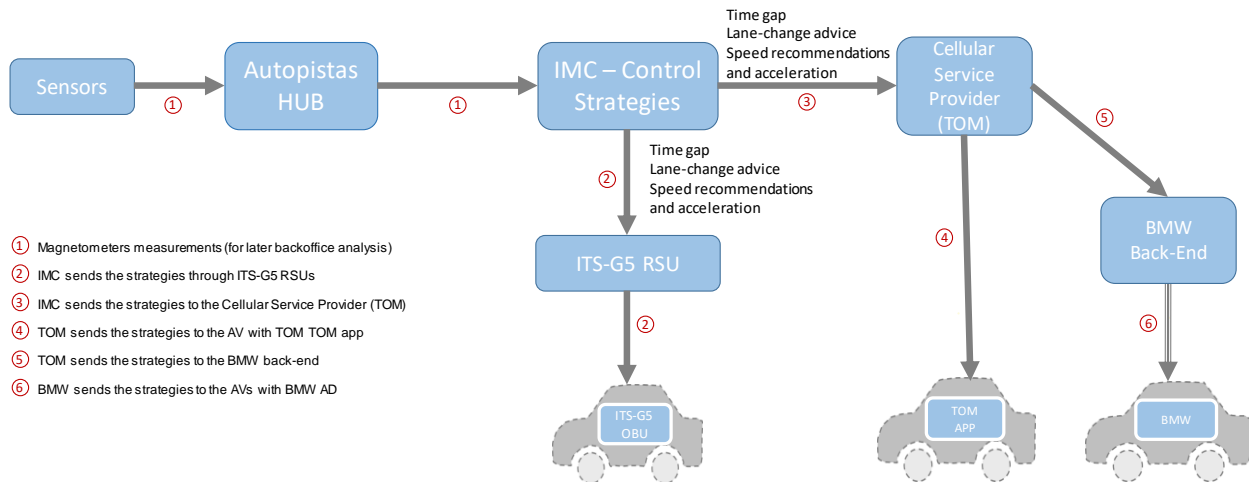 Time gap
Lane-change advice
Speed recommendations
and acceleration
Sensors
①
Autopistas
HUB
①
IMC – Control
Strategies
③
Cellular
Service
Provider
(TOM)
⑤
②
Time gap
Lane-change advice
Speed recommendations
and acceleration
④
BMW
Back-End
ITS-G5 RSU
① Magnetometers measurements (for later backoffice analysis)
② IMC sends the strategies through ITS-G5 RSUs
③ IMC sends the strategies to the Cellular Service Provider (TOM)
④ TOM sends the strategies to the AV with TOM TOM app
⑤ TOM sends the strategies to the BMW back-end
⑥ BMW sends the strategies to the AVs with BMW AD
②
⑥
ITS-G5
OBU
TOM
APP
BMW